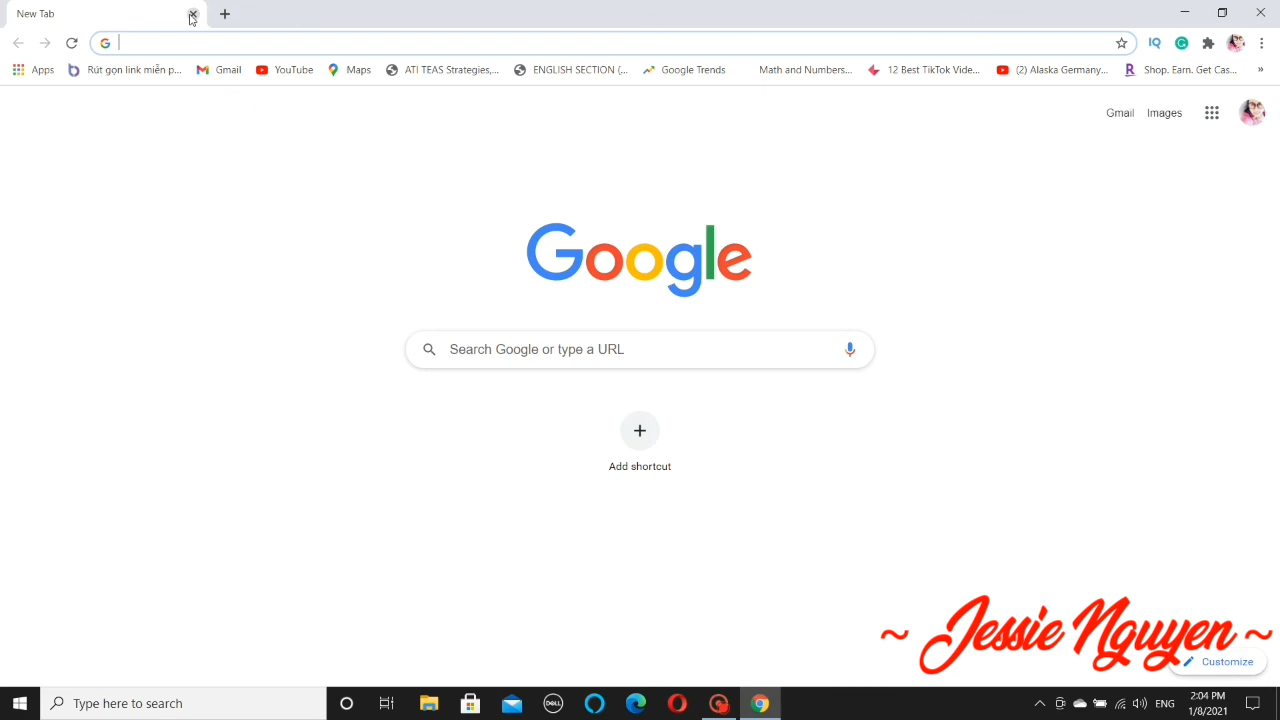 New Tab
Apps Rút gọn link miễn p... Gmail YouTube Maps ATI TEAS Strategies,... ENGLISH SECTION (... Google Trends Math and Numbers... 12 Best TikTok Vide... (2) Alaska Germany,... Shop. Earn. Get Cas... »
Gmail Images
Google
Search Google or type a URL
Add shortcut
~ Jessie Nguyen ~
Customize
Type here to search
DELL
ENG
2:04 PM
1/8/2021